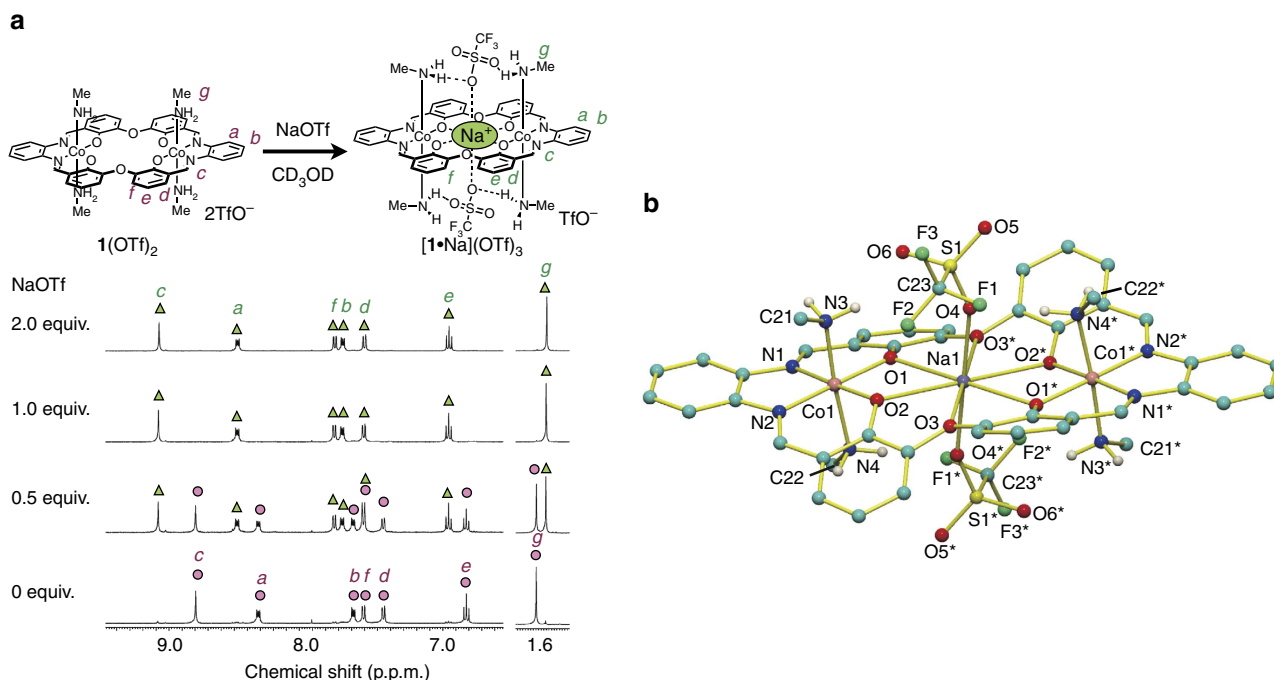 a
CF3
O=S
O
O
H
H
Me
N
H
H
N
Me
g
Me
NH2
g
Me
NH2
N
N
O
O
Co
O
O
Co
N
N
a
b
c
f
e
d
NH2
Me
NH2
Me
2TfO−
1(OTf)2
NaOTf
CD3OD
N
N
O
O
Co
O
O
Na+
O
O
Co
N
N
a
b
c
f
e
d
Me
N
H
H
O
O
S
O
F3C
H
N
Me
H
TfO−
[1•Na](OTf)3
NaOTf
c
a
f b d
e
g
2.0 equiv.
1.0 equiv.
0.5 equiv.
0 equiv.
c
a
b f d
e
g
9.0
8.0
7.0
1.6
Chemical shift (p.p.m.)
b
F3
O5
O6
S1
C23
F1
C22*
N3
C21
F2
O4
N4*
O3*
N2*
N1
Na1
O2*
Co1*
O1
O1*
Co1
O2
N1*
N2
O3
C21*
C22
N4
O4*
F2*
N3*
F1*
C23*
S1*
O6*
O5*
F3*